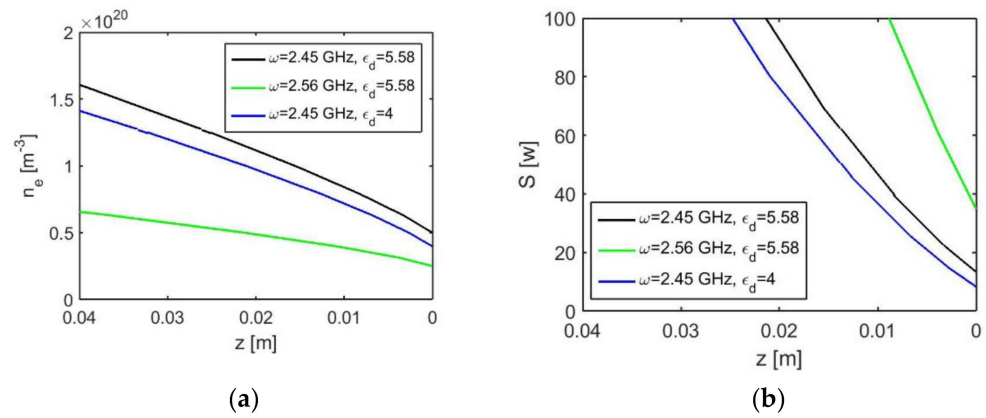 ×10^20
2
1.5
1
0.5
0
n_e [m^-3]
ω=2.45 GHz, ϵ_d=5.58
ω=2.56 GHz, ϵ_d=5.58
ω=2.45 GHz, ϵ_d=4
0.04 0.03 0.02 0.01 0
z [m]
(a)
100
80
60
40
20
0
S [w]
ω=2.45 GHz, ϵ_d=5.58
ω=2.56 GHz, ϵ_d=5.58
ω=2.45 GHz, ϵ_d=4
0.04 0.03 0.02 0.01 0
z [m]
(b)